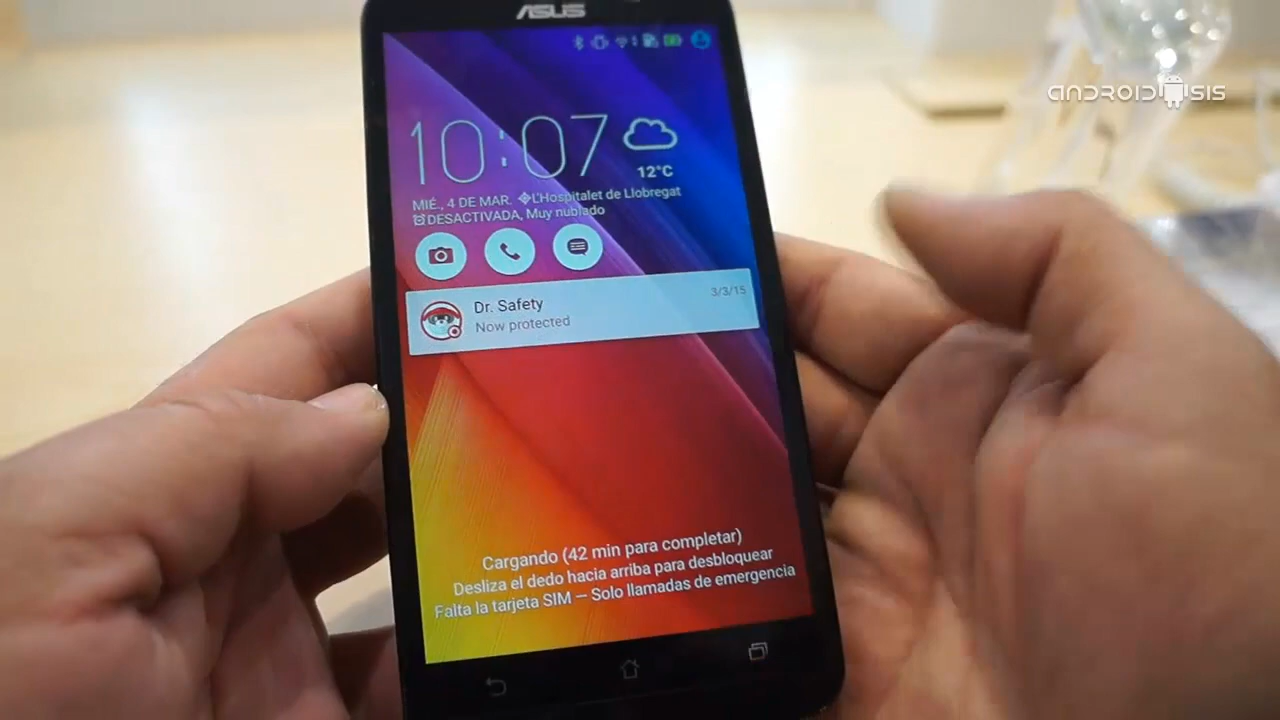 ASUS
ANDROIDSIS
10:07
12°C
MIÉ., 4 DE MAR. L'Hospitalet de Llobregat
DESACTIVADA, Muy nublado
Dr. Safety
3/3/15
Now protected
Cargando (42 min para completar)
Desliza el dedo hacia arriba para desbloquear
Falta la tarjeta SIM — Solo llamadas de emergencia